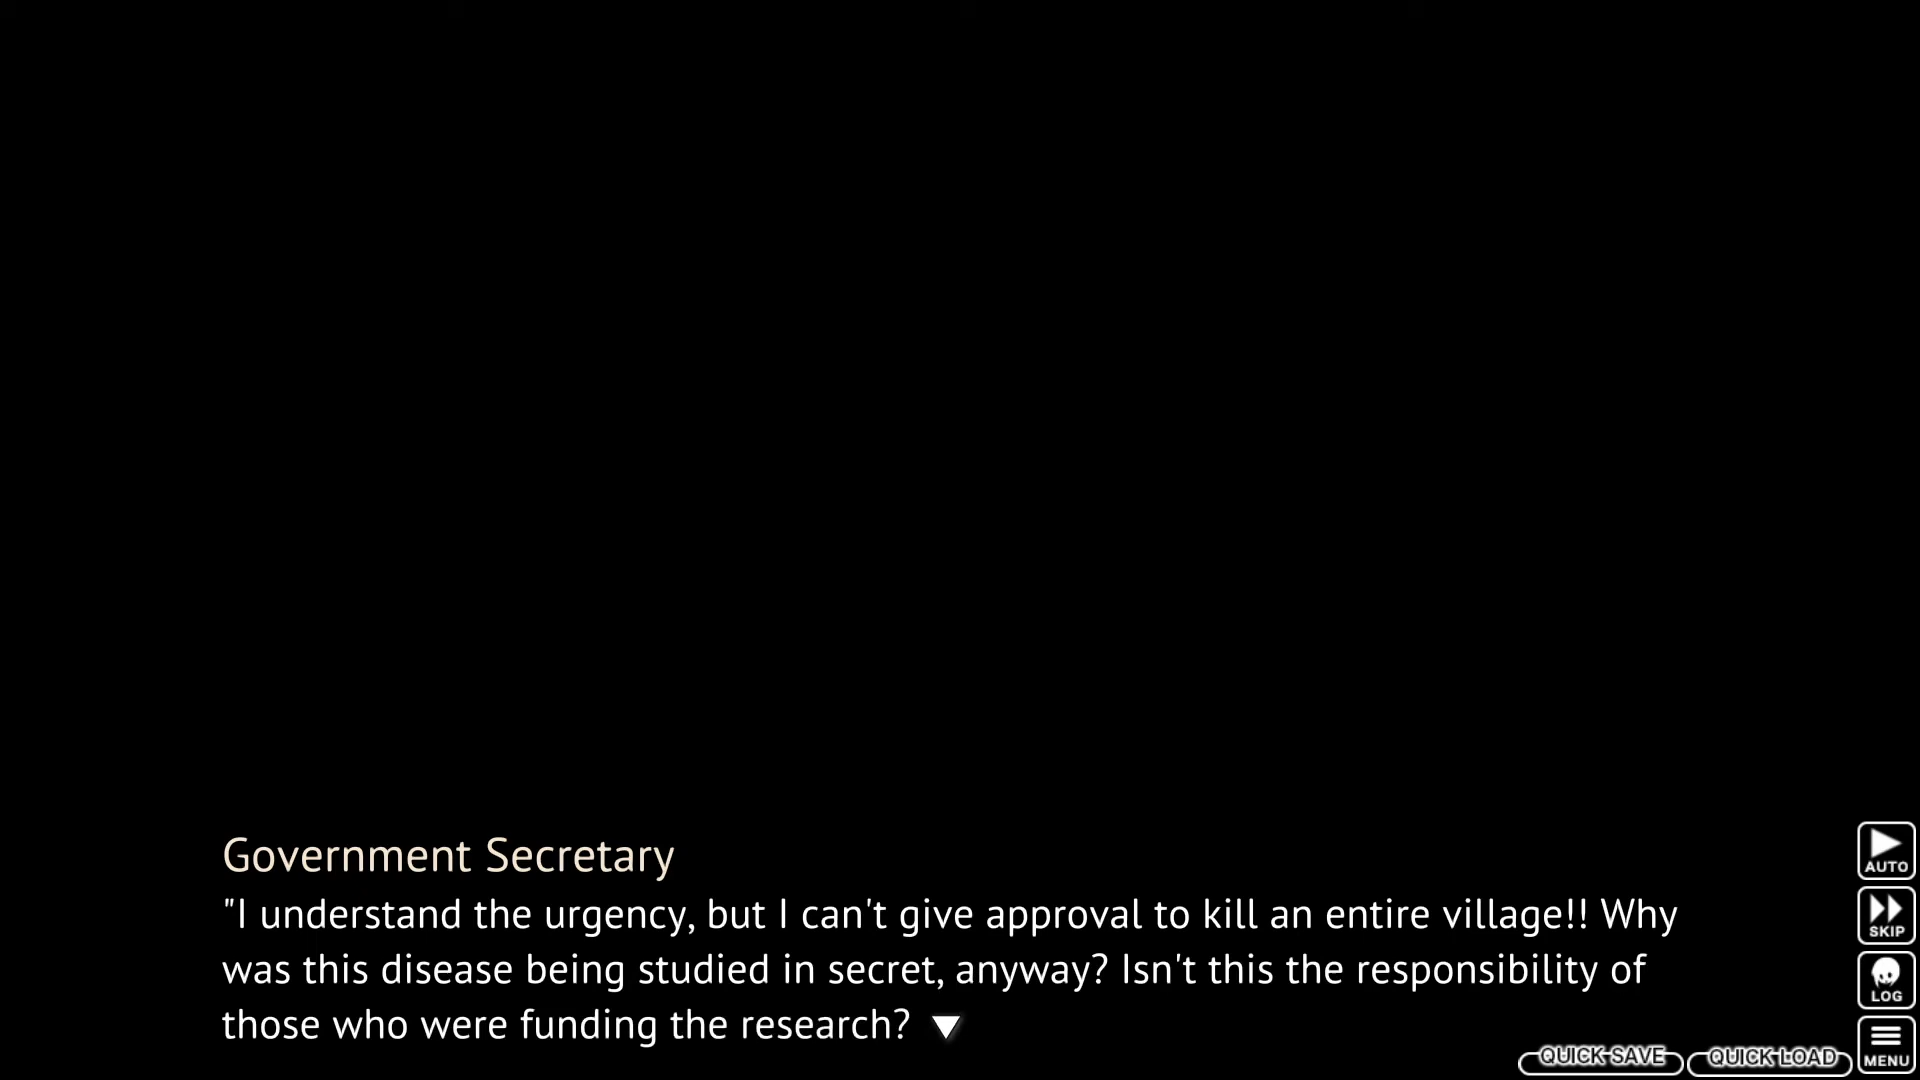 Government Secretary
"I understand the urgency, but I can't give approval to kill an entire village!! Why
was this disease being studied in secret, anyway? Isn't this the responsibility of
those who were funding the research?
AUTO
SKIP
LOG
MENU
QUICK SAVE
QUICK LOAD